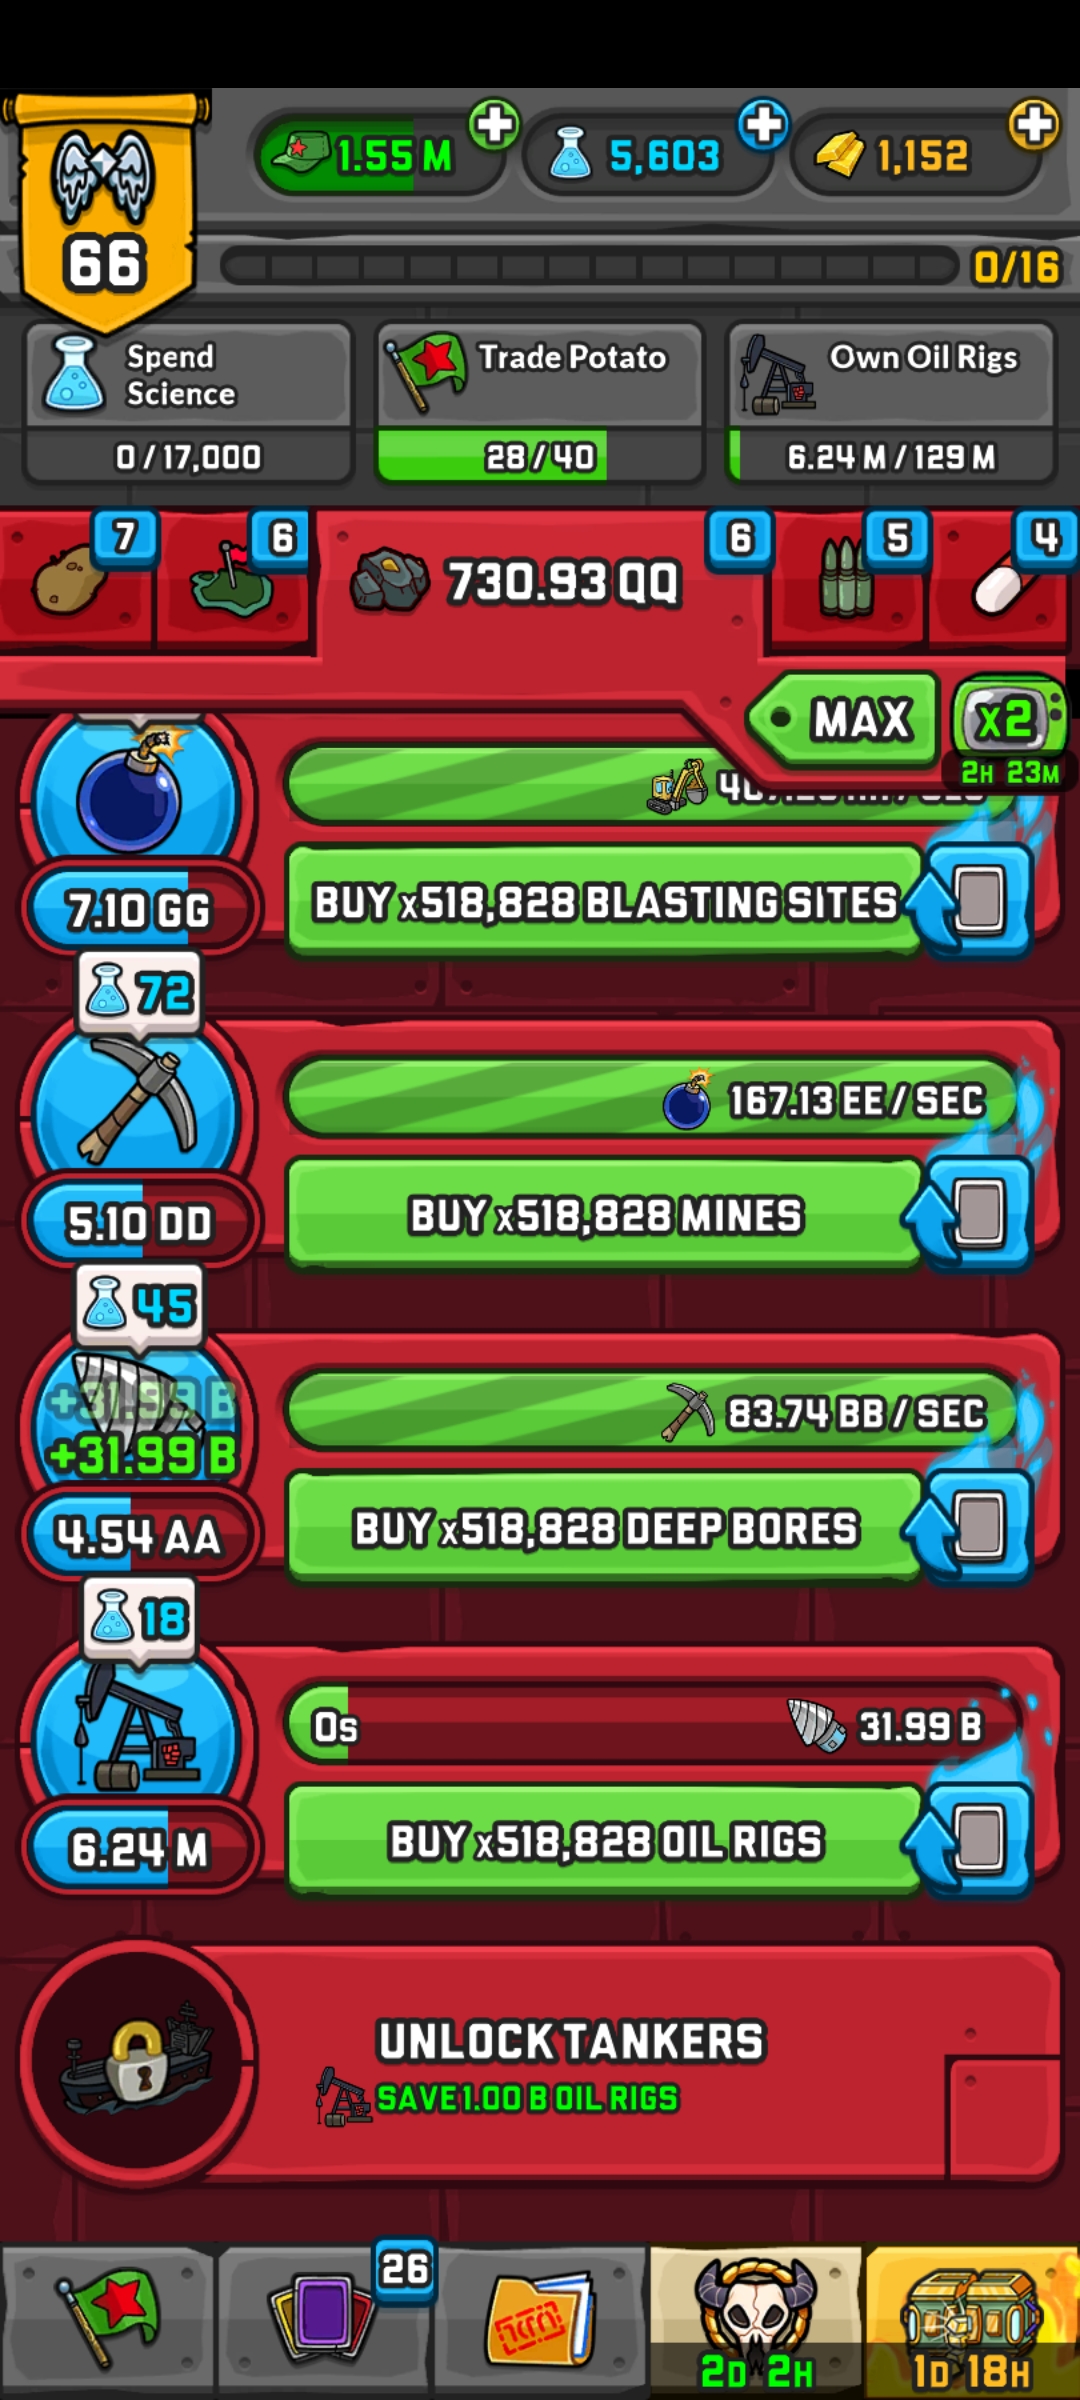 1.55 M
5,603
1,152
66
0/16
Spend
Science
0 / 17,000
Trade Potato
28 / 40
Own Oil Rigs
6.24 M / 129 M
7
6
730.93 QQ
6
5
4
MAX
x2
2H 23M
7.10 GG
BUY x518,828 BLASTING SITES
72
167.13 EE / SEC
5.10 DD
BUY x518,828 MINES
45
+31.99 B
+31.99 B
83.74 BB / SEC
4.54 AA
BUY x518,828 DEEP BORES
18
0s
31.99 B
6.24 M
BUY x518,828 OIL RIGS
UNLOCK TANKERS
SAVE 1.00 B OIL RIGS
26
2D 2H
1D 18H